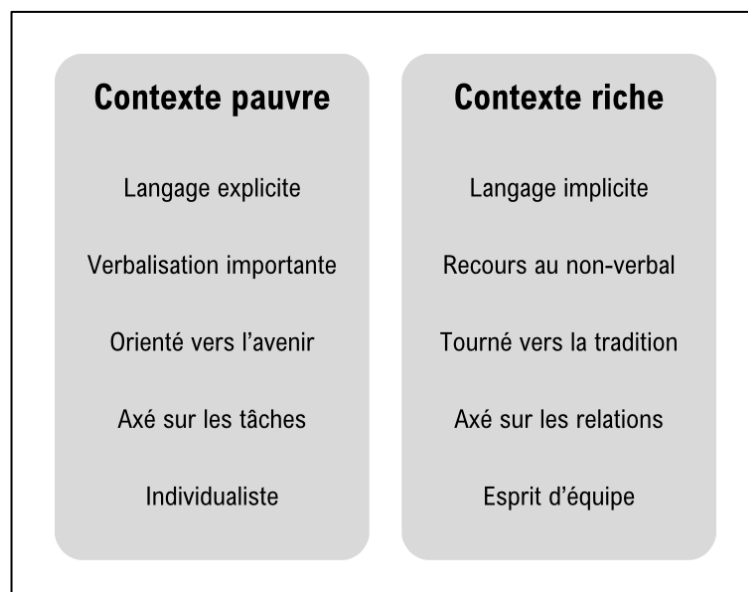 Contexte pauvre
Langage explicite
Verbalisation importante
Orienté vers l’avenir
Axé sur les tâches
Individualiste
Contexte riche
Langage implicite
Recours au non-verbal
Tourné vers la tradition
Axé sur les relations
Esprit d’équipe